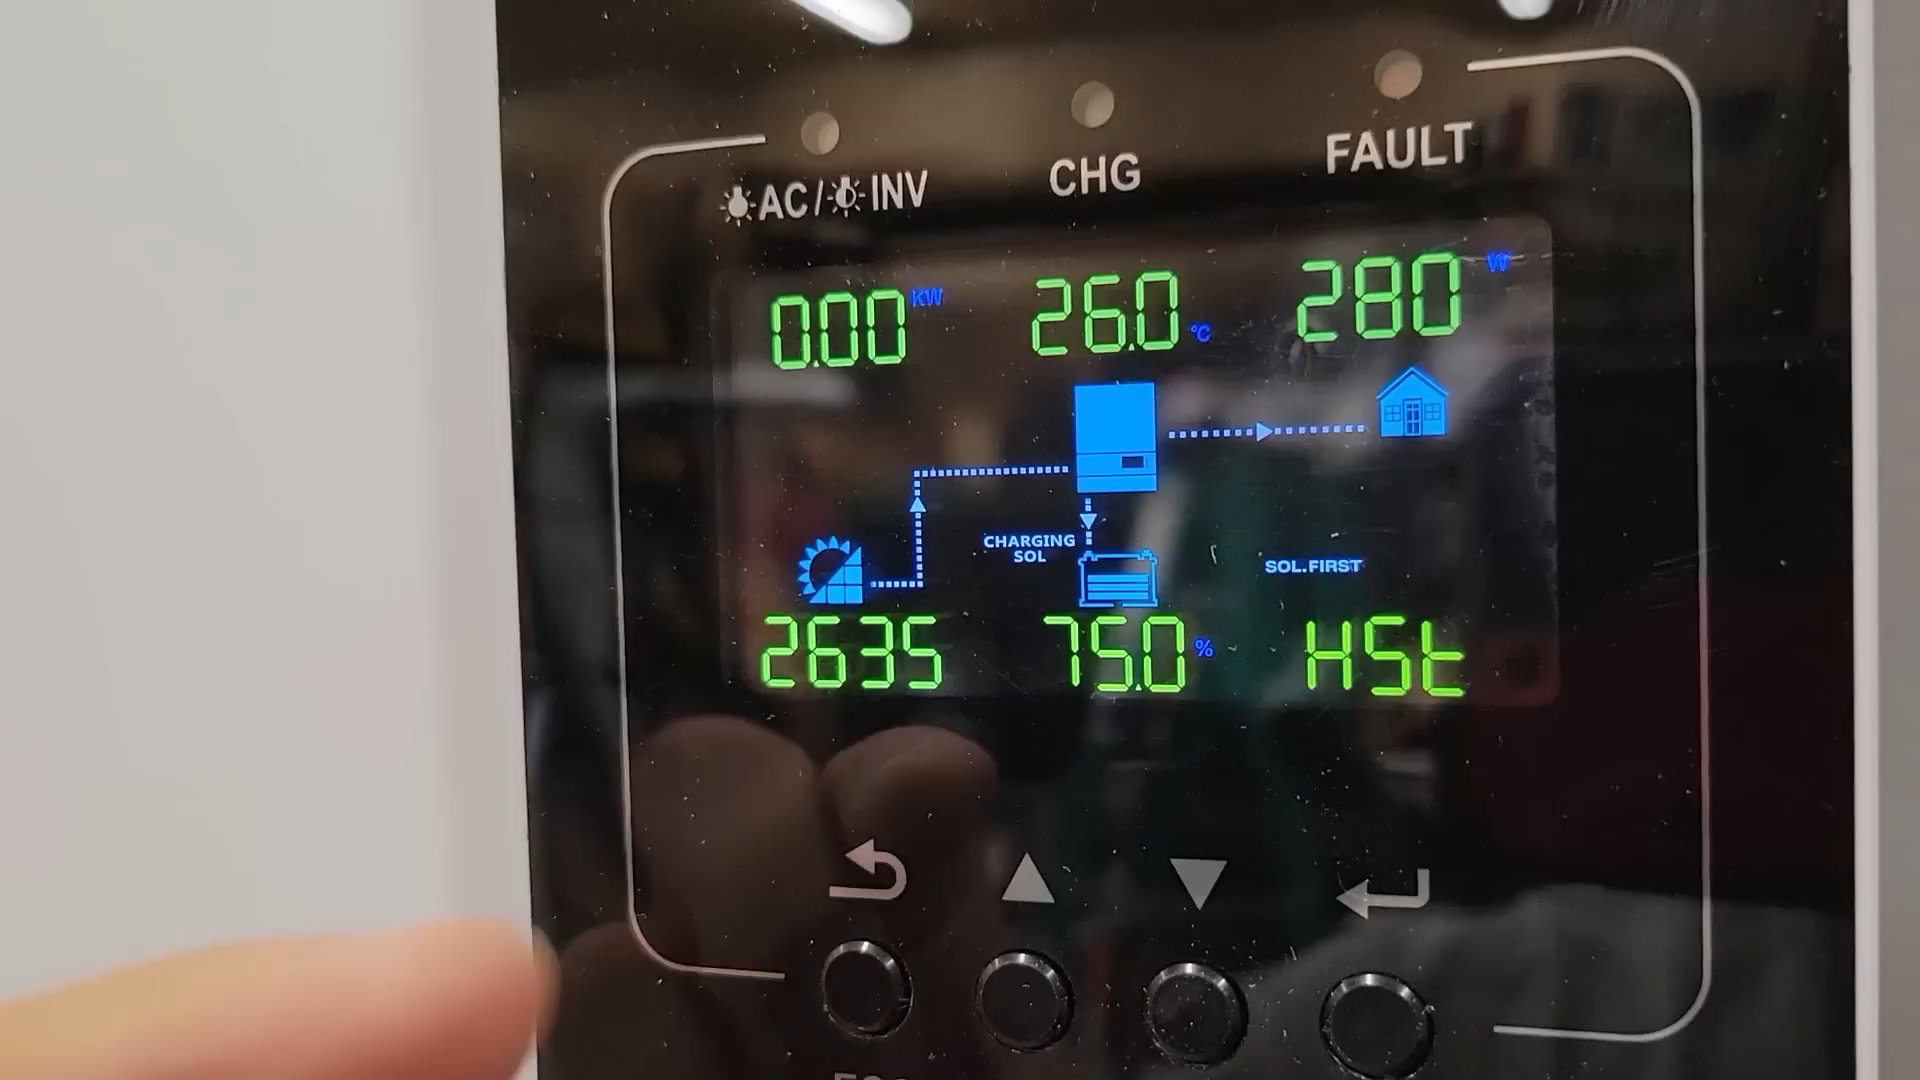 AC/INV
CHG
FAULT
0.00 KW
26.0 °C
280 W
CHARGING
SOL
SOL.FIRST
2635
75.0 %
HSt